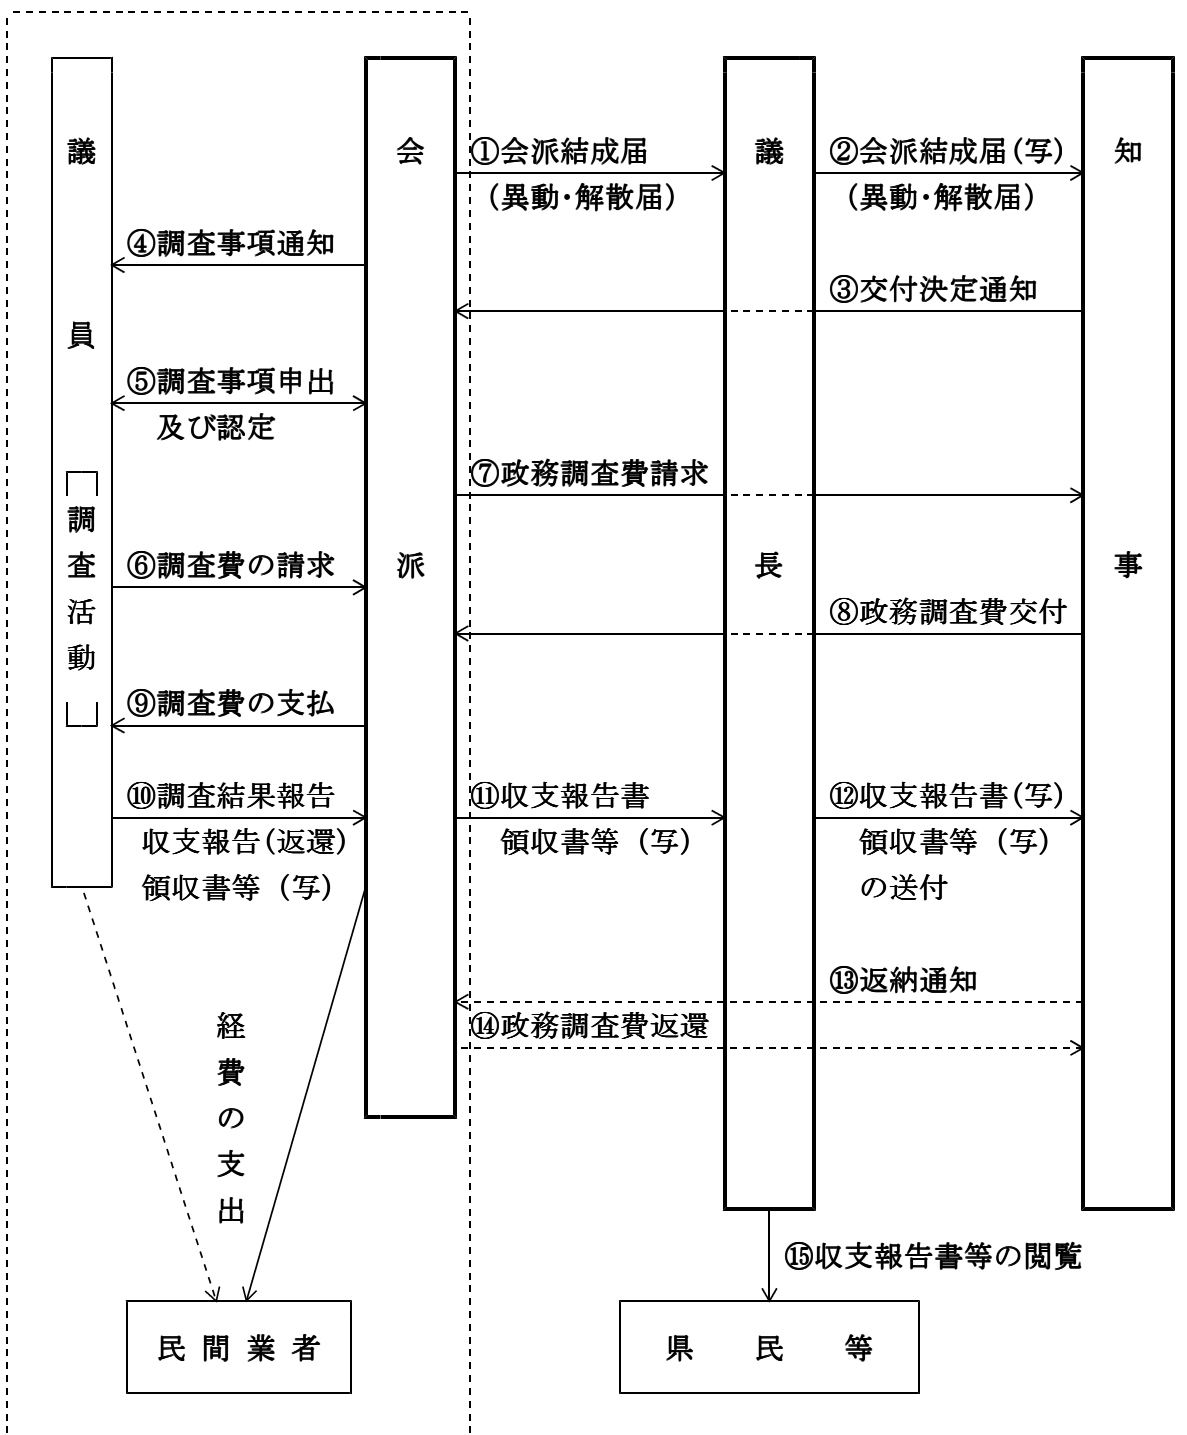 議員
［調査活動］
会派
議長
知事
①会派結成届
（異動・解散届）
②会派結成届(写)
（異動・解散届）
③交付決定通知
④調査事項通知
⑤調査事項申出
及び認定
⑥調査費の請求
⑦政務調査費請求
⑧政務調査費交付
⑨調査費の支払
⑩調査結果報告
収支報告(返還)
領収書等（写）
⑪収支報告書
領収書等（写）
⑫収支報告書(写)
領収書等（写）
の送付
⑬返納通知
⑭政務調査費返還
経費の支出
⑮収支報告書等の閲覧
民間業者
県民等